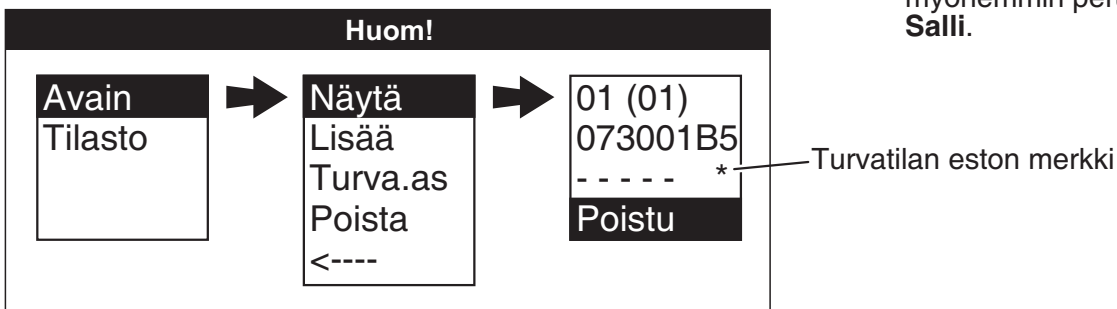 Salli.
Huom!
Avain
Tilasto
Näytä
Lisää
Turva.as
Poista
<----
01 (01)
073001B5
- - - - - *
Poistu
Turvatilan eston merkki